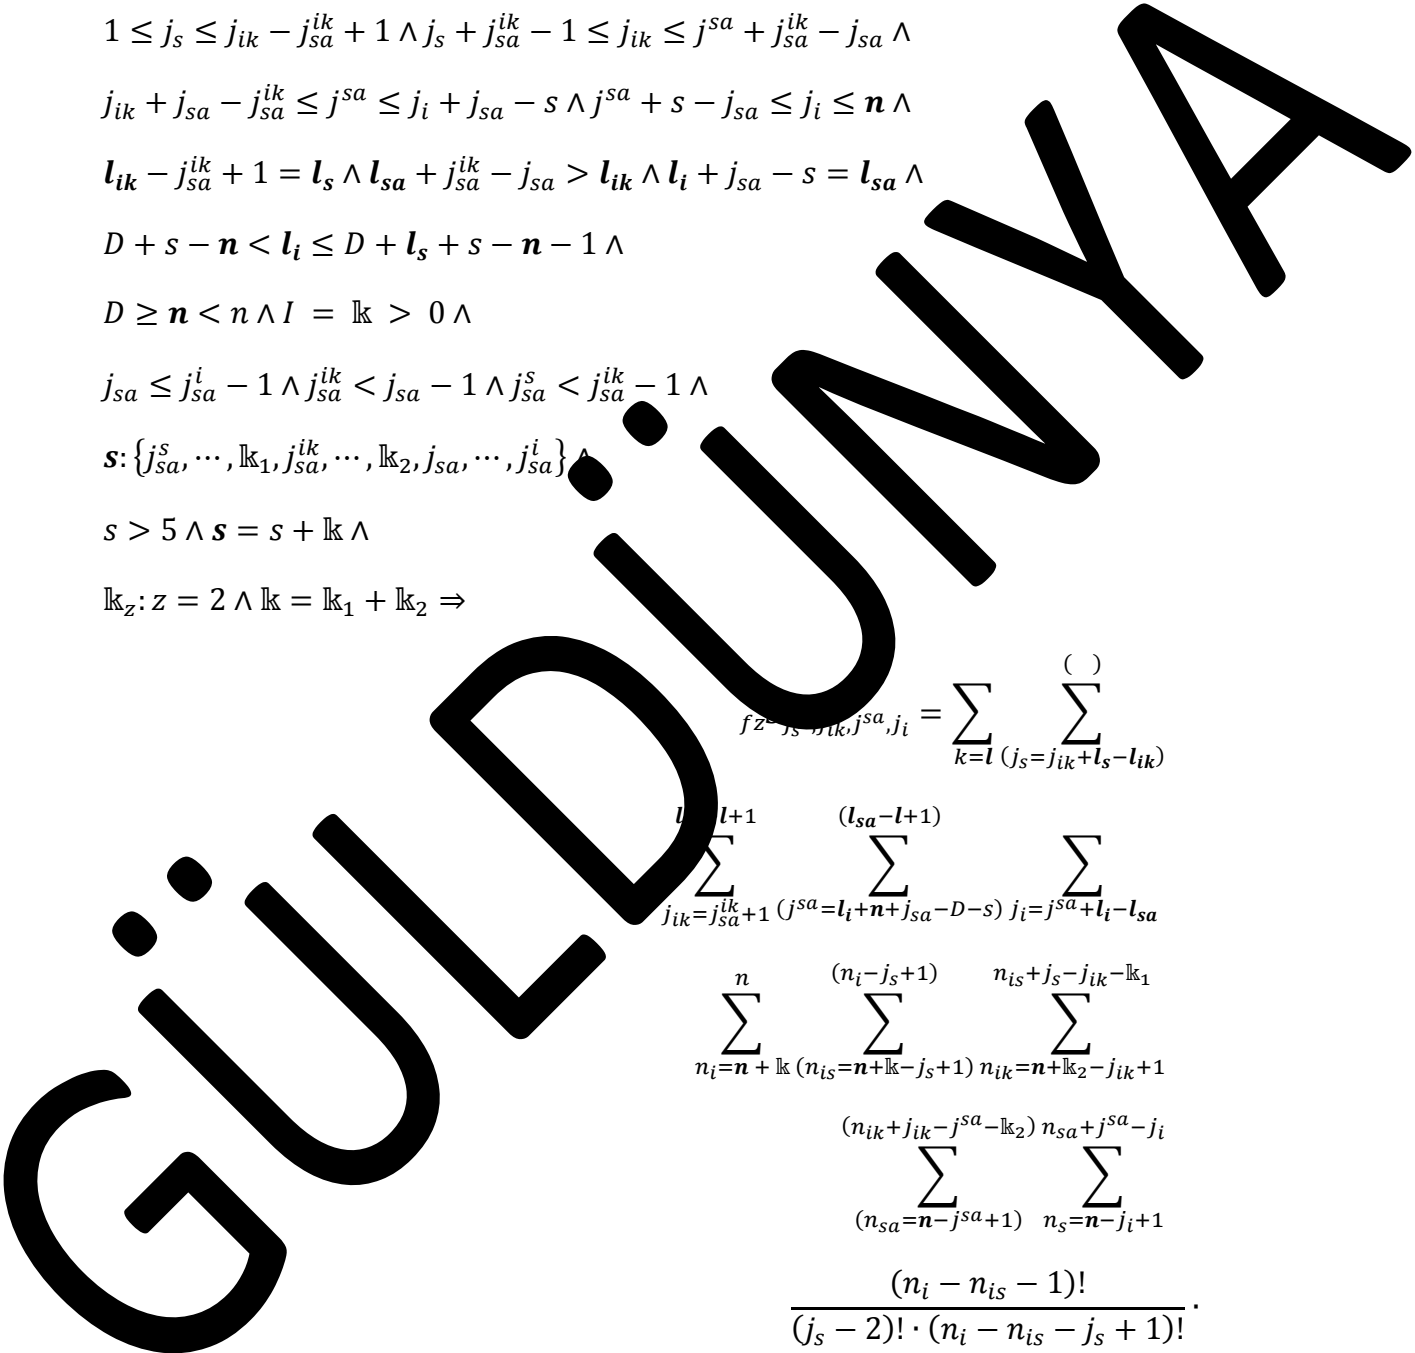 1 ≤ j_s ≤ j_{ik} − j_{sa}^{ik} + 1 ∧ j_s + j_{sa}^{ik} − 1 ≤ j_{ik} ≤ j^{sa} + j_{sa}^{ik} − j_{sa} ∧
j_{ik} + j_{sa} − j_{sa}^{ik} ≤ j^{sa} ≤ j_i + j_{sa} − s ∧ j^{sa} + s − j_{sa} ≤ j_i ≤ n ∧
l_{ik} − j_{sa}^{ik} + 1 = l_s ∧ l_{sa} + j_{sa}^{ik} − j_{sa} > l_{ik} ∧ l_i + j_{sa} − s = l_{sa} ∧
D + s − n < l_i ≤ D + l_s + s − n − 1 ∧
D ≥ n < n ∧ I = 𝕜 > 0 ∧
j_{sa} ≤ j_{sa}^i − 1 ∧ j_{sa}^{ik} < j_{sa} − 1 ∧ j_{sa}^s < j_{sa}^{ik} − 1 ∧
s: {j_{sa}^s, ⋯, 𝕜_1, j_{sa}^{ik}, ⋯, 𝕜_2, j_{sa}, ⋯, j_{sa}^i} ∧
s > 5 ∧ s = s + 𝕜 ∧
𝕜_z: z = 2 ∧ 𝕜 = 𝕜_1 + 𝕜_2 ⇒
j_{ik}, j^{sa}, j_i = ∑_{k=l} ∑_{(j_s=j_{ik}+l_s−l_{ik})}^{( )}
∑_{j_{ik}=j_{sa}^{ik}+1}^{l+1} ∑_{(j^{sa}=l_i+n+j_{sa}−D−s)}^{(l_{sa}−l+1)} ∑_{j_i=j^{sa}+l_i−l_{sa}}
∑_{n_i=n+𝕜}^{n} ∑_{(n_{is}=n+𝕜−j_s+1)}^{(n_i−j_s+1)} ∑_{n_{ik}=n+𝕜_2−j_{ik}+1}^{n_{is}+j_s−j_{ik}−𝕜_1}
∑_{(n_{sa}=n−j^{sa}+1)}^{(n_{ik}+j_{ik}−j^{sa}−𝕜_2)} ∑_{n_s=n−j_i+1}^{n_{sa}+j^{sa}−j_i}
(n_i − n_{is} − 1)!
/ (j_s − 2)! · (n_i − n_{is} − j_s + 1)! ·
GÜLDÜNYA